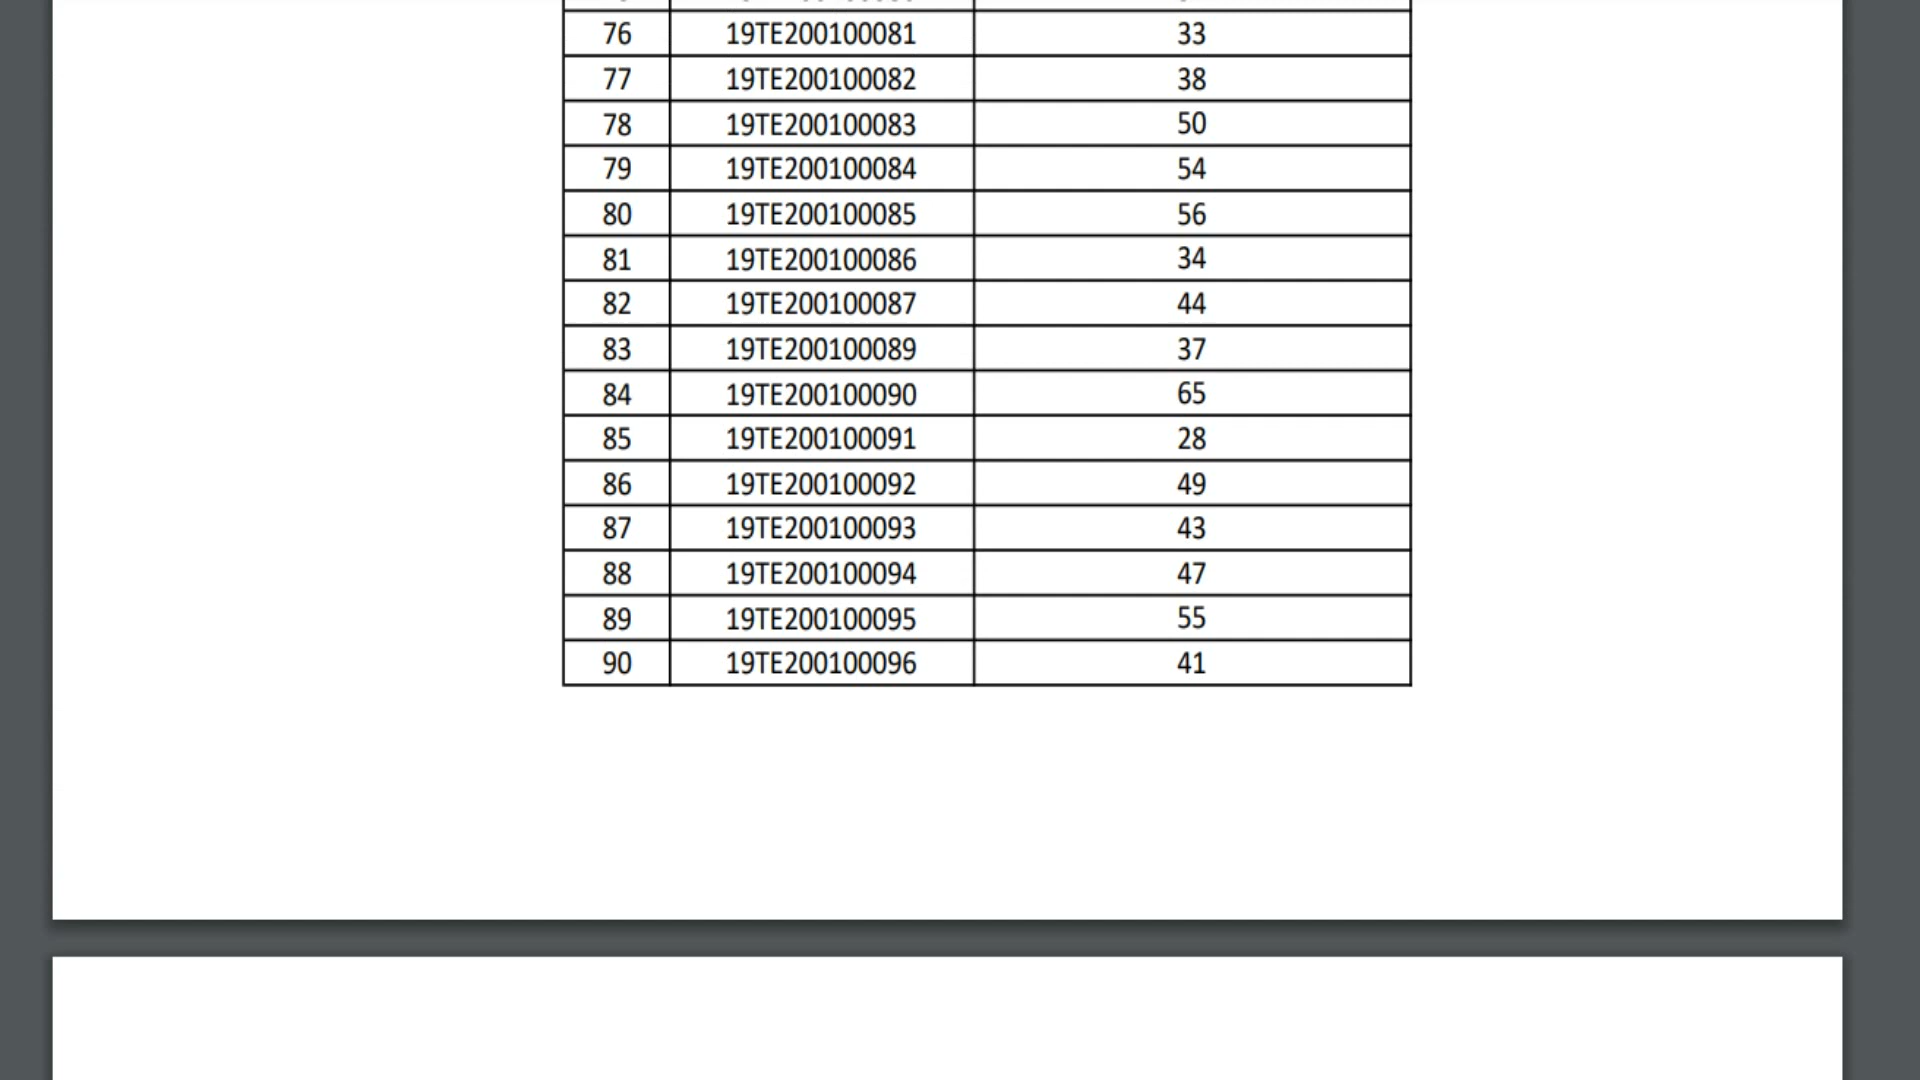 76 19TE200100081 33
77 19TE200100082 38
78 19TE200100083 50
79 19TE200100084 54
80 19TE200100085 56
81 19TE200100086 34
82 19TE200100087 44
83 19TE200100089 37
84 19TE200100090 65
85 19TE200100091 28
86 19TE200100092 49
87 19TE200100093 43
88 19TE200100094 47
89 19TE200100095 55
90 19TE200100096 41